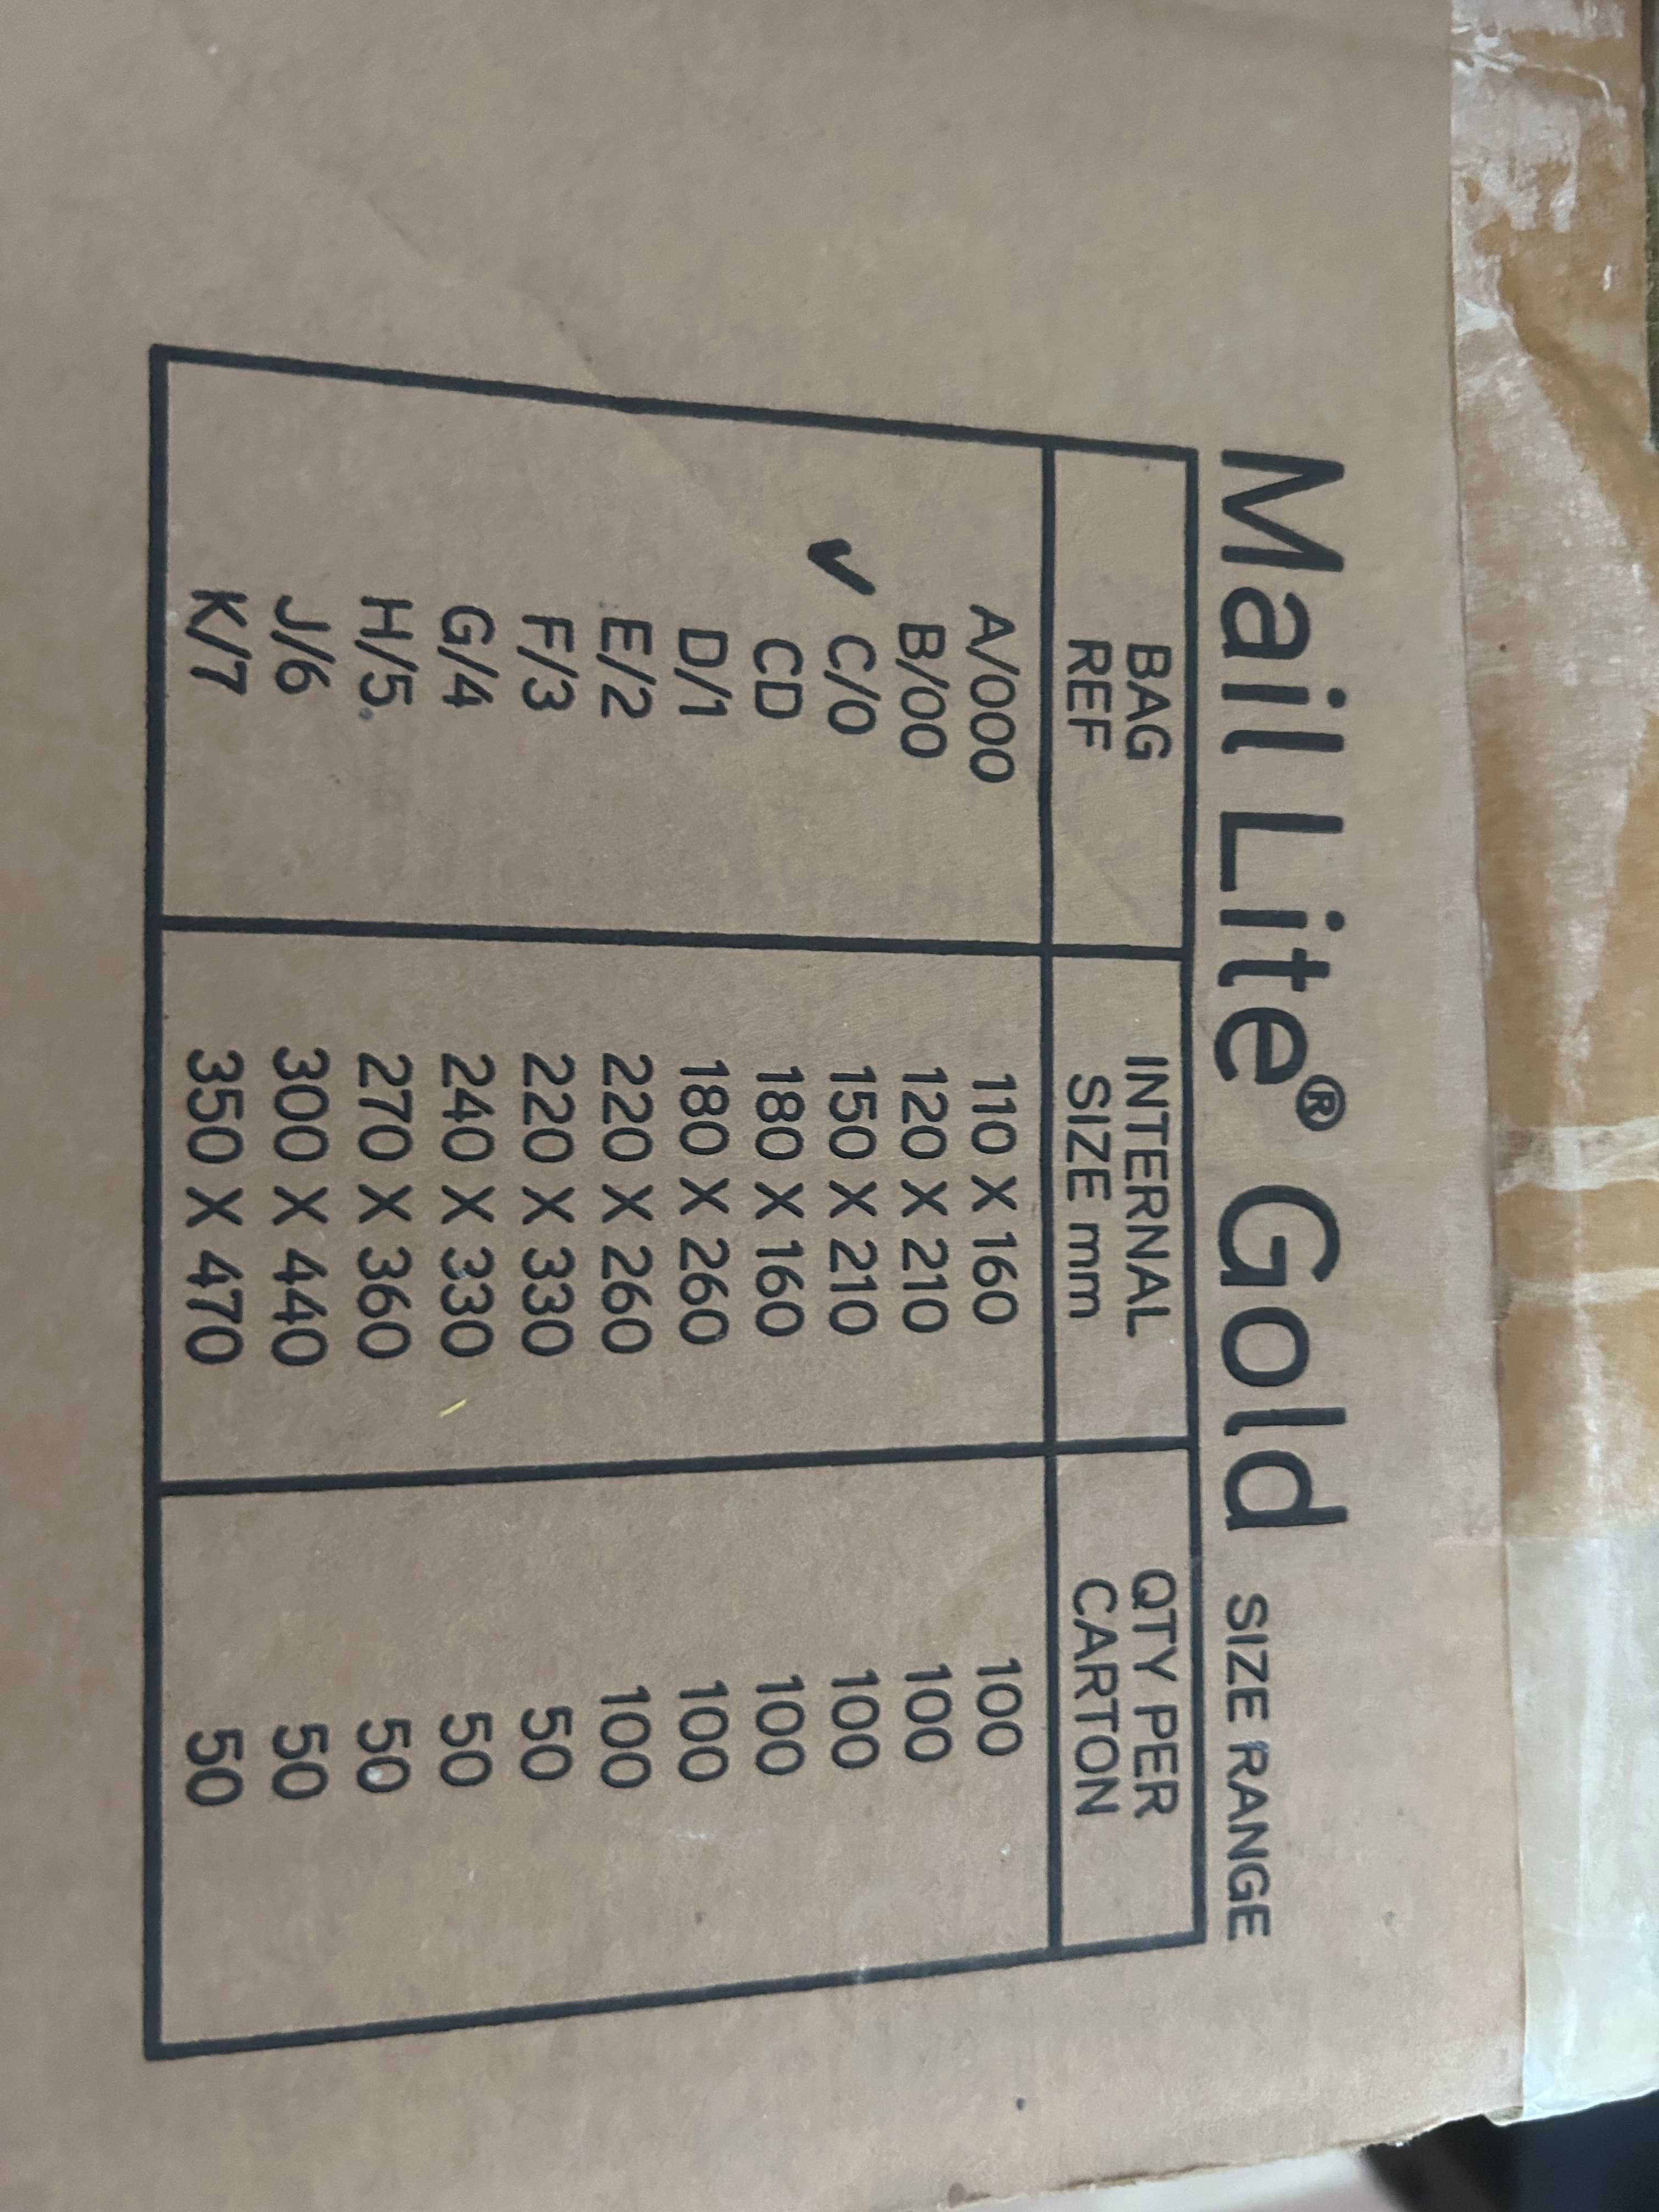 Mail Lite® Gold SIZE RANGE
BAG REF INTERNAL SIZE mm QTY PER CARTON
A/000 110 X 160 100
B/00 120 X 210 100
✓ C/0 150 X 210 100
CD 180 X 160 100
D/1 180 X 260 100
E/2 220 X 260 100
F/3 220 X 330 50
G/4 240 X 330 50
H/5 270 X 360 50
J/6 300 X 440 50
K/7 350 X 470 50